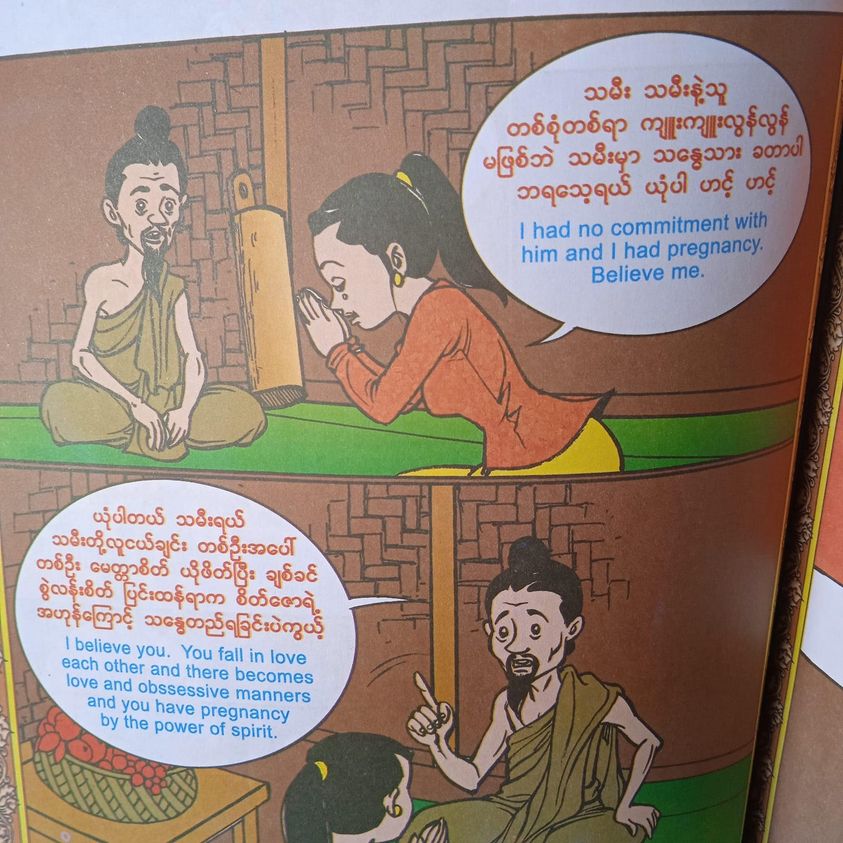 သမီး သမီးနဲ့သူ
တစ်စုံတစ်ရာ ကျူးကျူးလွန်လွန်
မဖြစ်ဘဲ သမီးမှာ သန္ဓေသား ခတာပါ
ဘုရားသေ့ရယ် ယုံပါ ဟင့် ဟင့်
I had no commitment with
him and I had pregnancy.
Believe me.
ယုံပါတယ် သမီးရယ်
သမီးတို့လူငယ်ချင်း တစ်ဦးအပေါ်
တစ်ဦး မေတ္တာစိတ် ယိုဖိတ်ပြီး ချစ်ခင်
စွဲလန်းစိတ် ပြင်းထန်ရာက စိတ်ဇောရဲ့
အဟုန်ကြောင့် သန္ဓေတည်ရခြင်းပဲကွယ့်
I believe you. You fall in love
each other and there becomes
love and obssessive manners
and you have pregnancy
by the power of spirit.